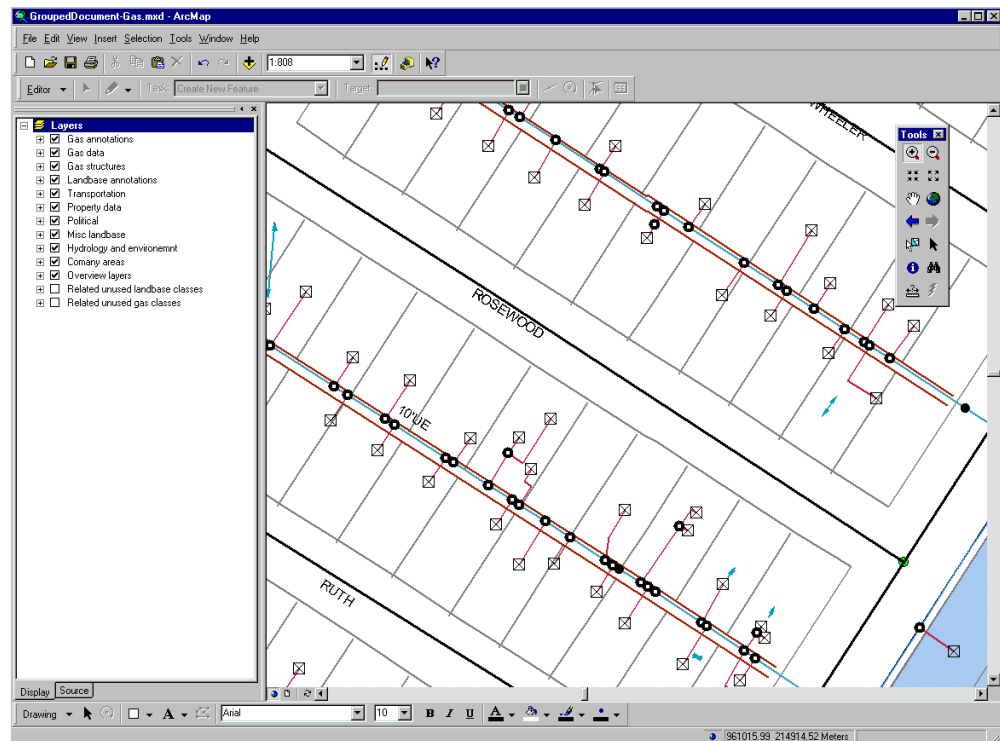 GroupedDocument-Gas.mxd - ArcMap
File Edit View Insert Selection Tools Window Help
1:808
Editor Task: Create New Feature Target:
Layers
Gas annotations
Gas data
Gas structures
Landbase annotations
Transportation
Property data
Political
Misc landbase
Hydrology and environemnt
Comany areas
Overview layers
Related unused landbase classes
Related unused gas classes
WHEELER
Tools
ROSEWOOD
10'UE
RUTH
Display Source
Drawing A Arial 10 B I U A
961015.99 214914.52 Meters